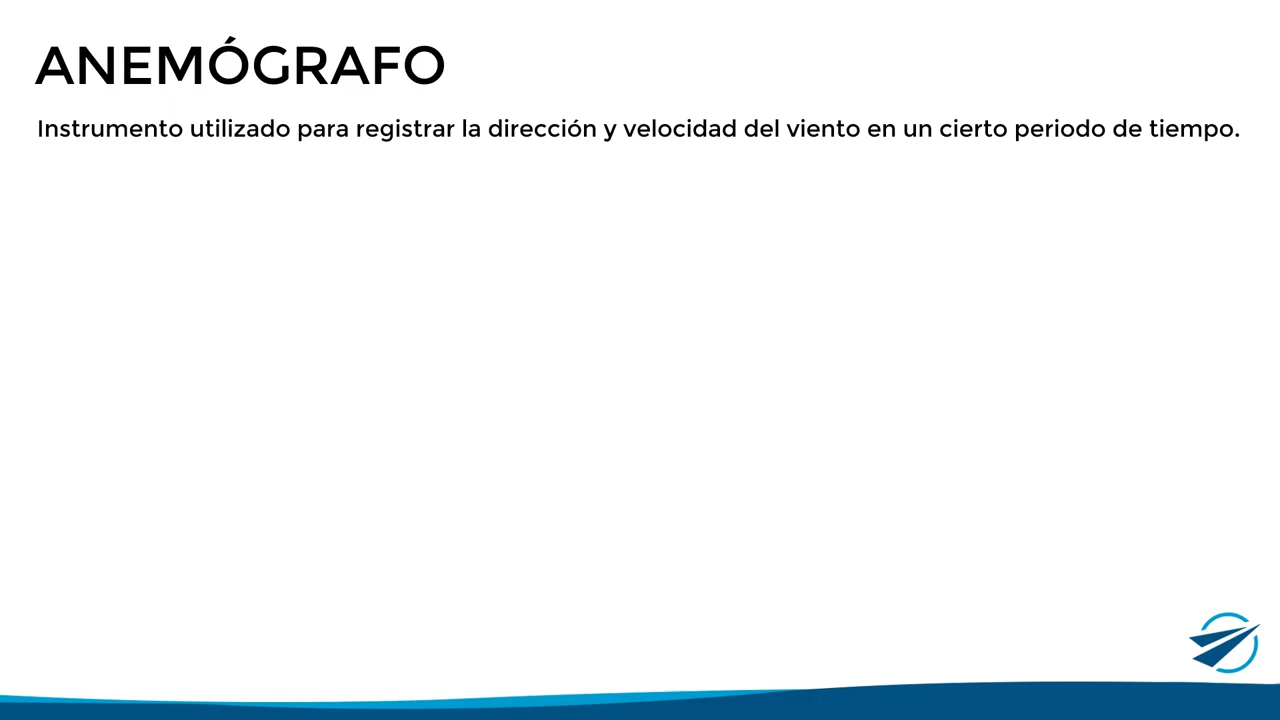 ANEMÓGRAFO
Instrumento utilizado para registrar la dirección y velocidad del viento en un cierto periodo de tiempo.